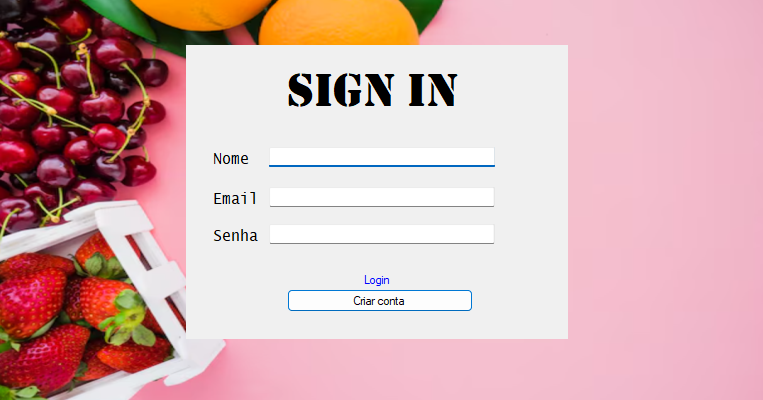 SIGN IN
Nome
Email
Senha
Login
Criar conta